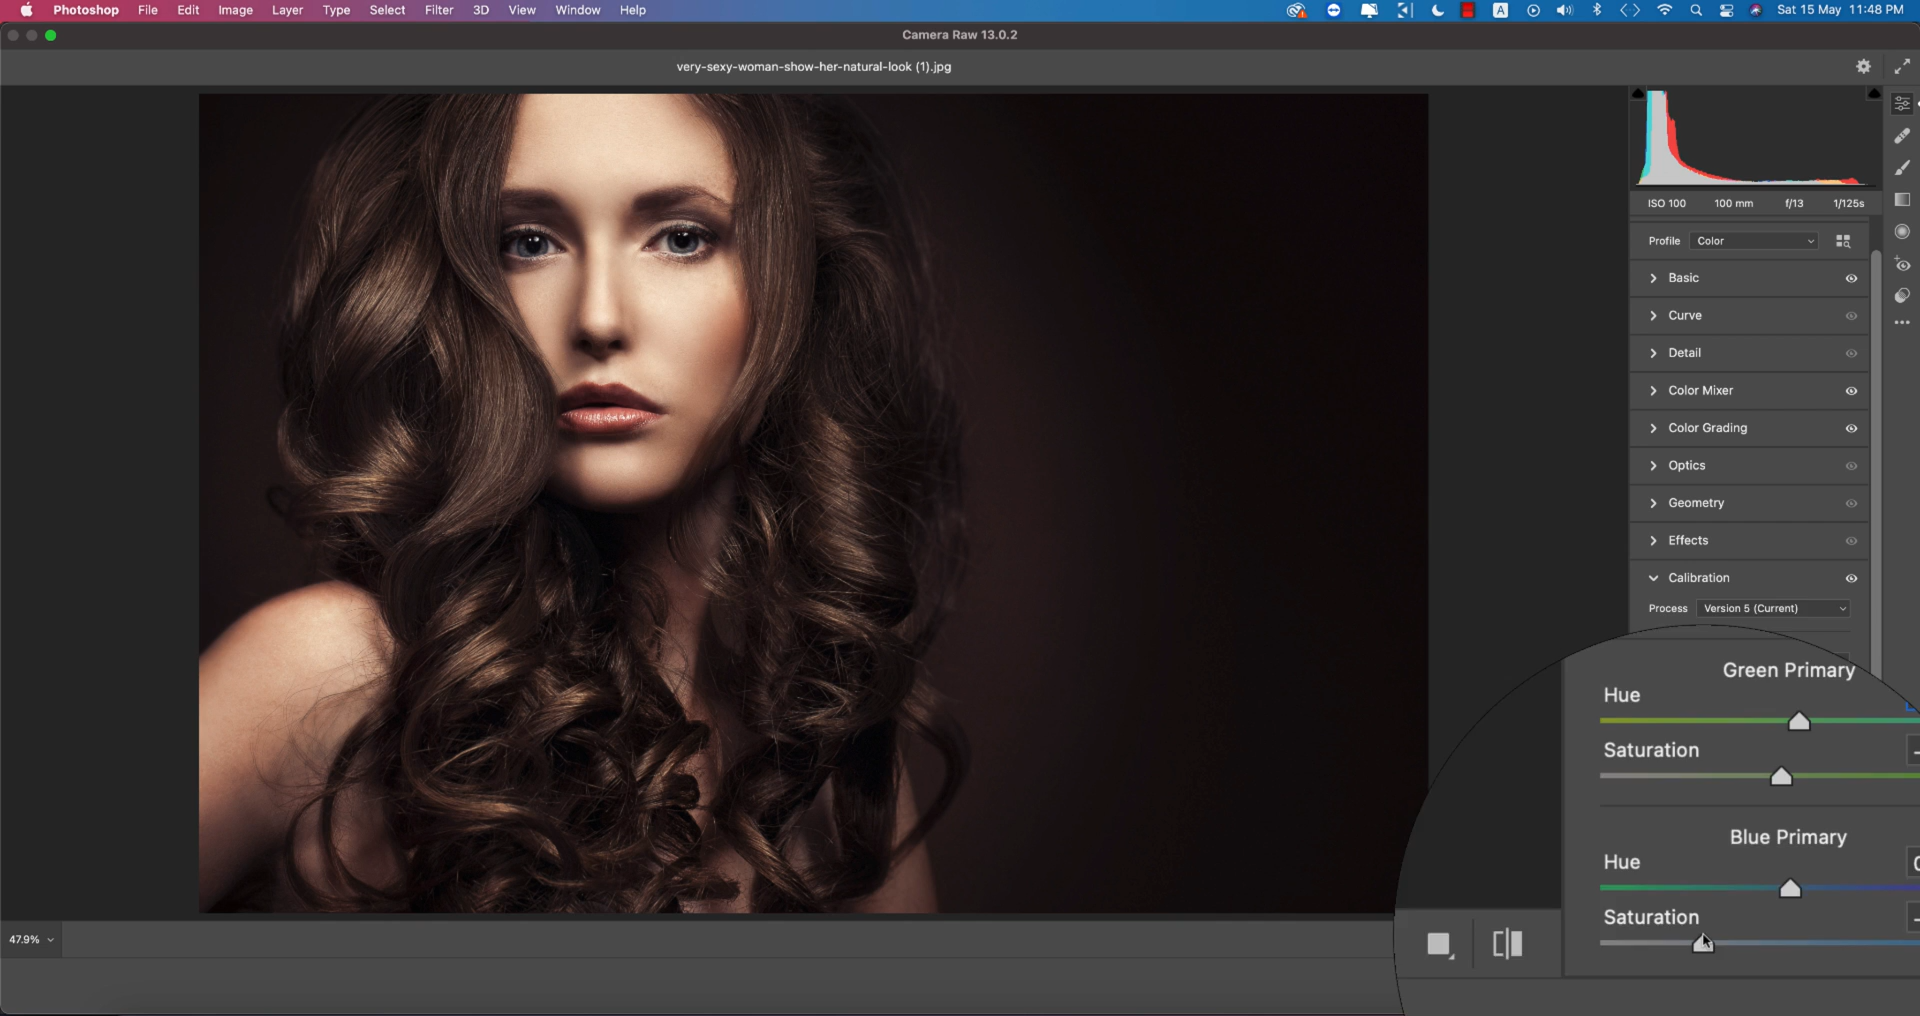 Photoshop File Edit Image Layer Type Select Filter 3D View Window Help A Sat 15 May 11:48 PM
Camera Raw 13.0.2
very-sexy-woman-show-her-natural-look (1).jpg
ISO 100 100 mm f/13 1/125s
Profile Color
Basic
Curve
Detail
Color Mixer
Color Grading
Optics
Geometry
Effects
Calibration
Process Version 5 (Current)
Green Primary
Hue
Saturation
Blue Primary
Hue
Saturation
47.9%